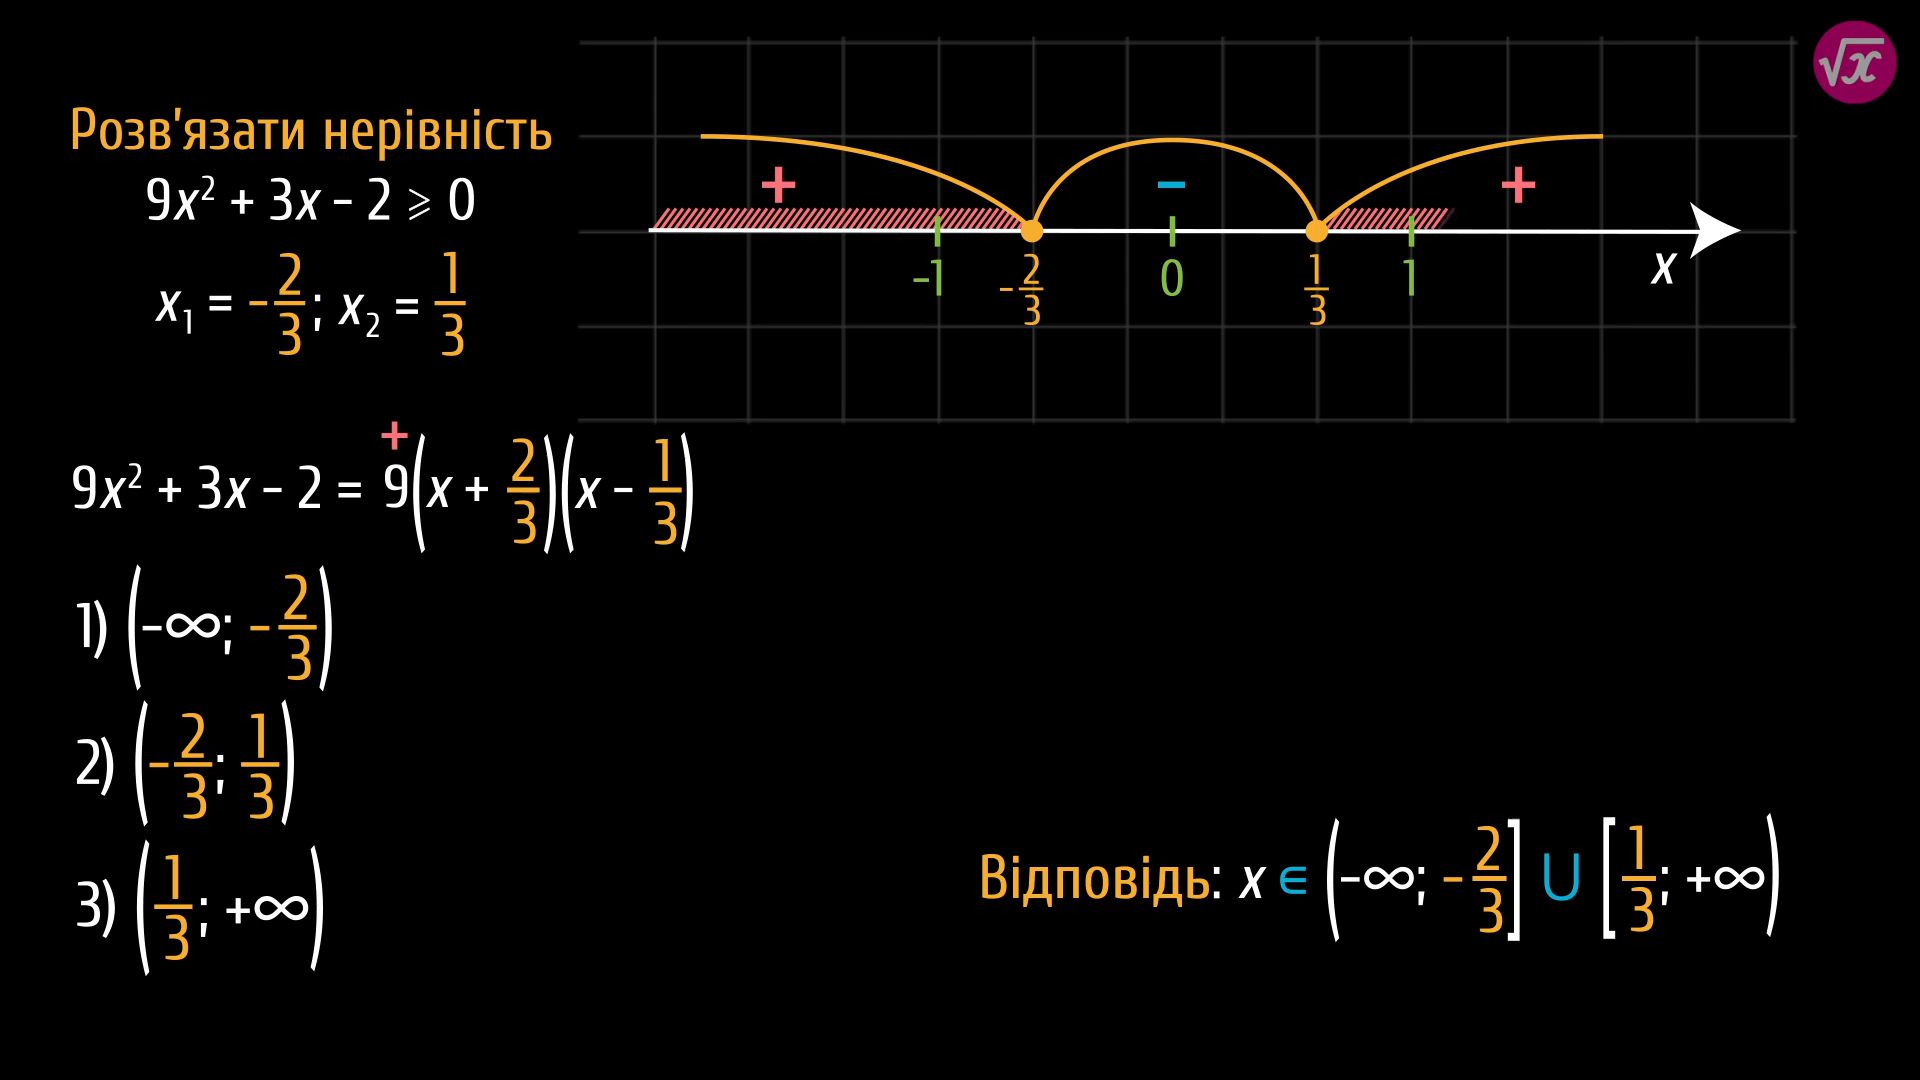 Розв'язати нерівність
9x² + 3x – 2 ⩾ 0
x₁ = –2/3; x₂ = 1/3
+ – +
–1 –2/3 0 1/3 1 x
√x
+
9x² + 3x – 2 = 9(x + 2/3)(x – 1/3)
1) (–∞; –2/3)
2) (–2/3; 1/3)
3) (1/3; +∞)
Відповідь: x ∈ (–∞; –2/3] ∪ [1/3; +∞)